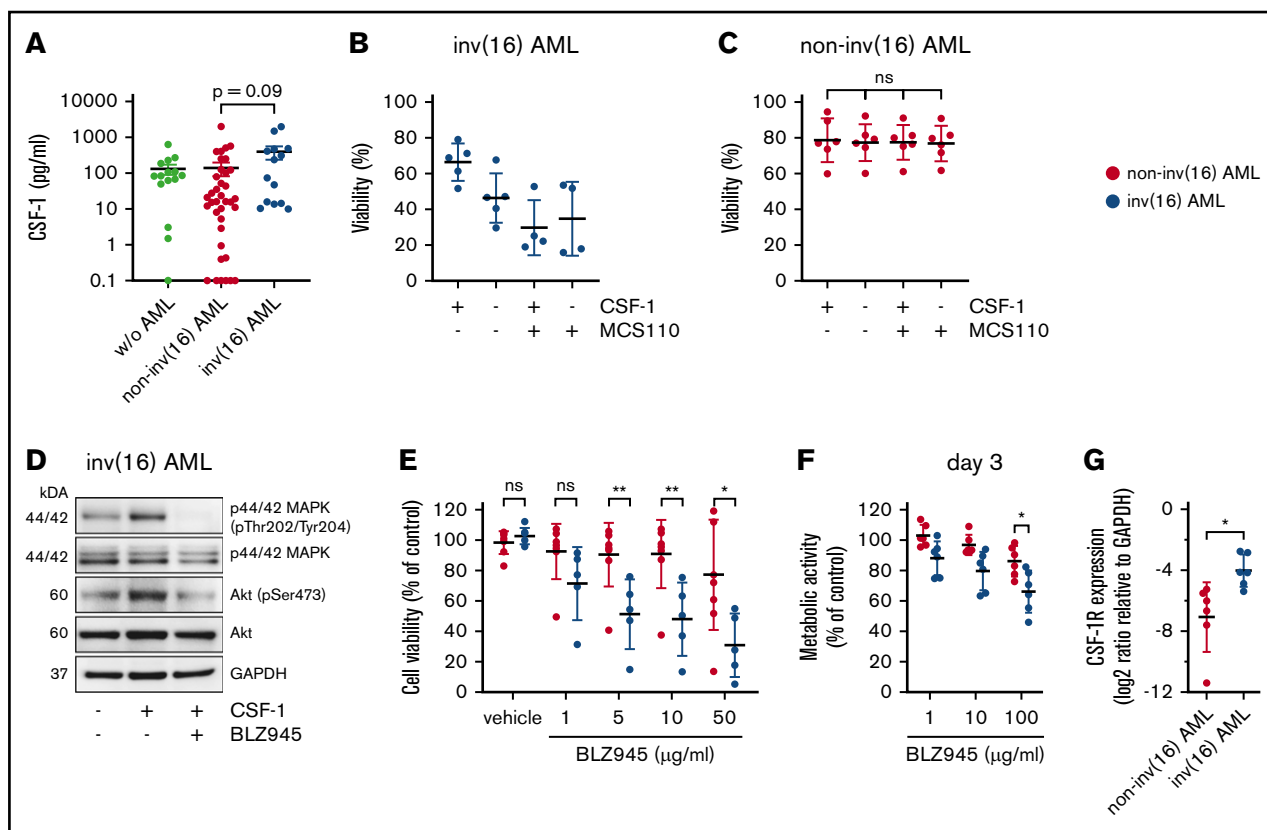 A
p = 0.09
CSF-1 (pg/ml)
10000
1000
100
10
1
0.1
w/o AML
non-inv(16) AML
inv(16) AML
B
inv(16) AML
Viability (%)
100
80
60
40
20
0
+ - + - CSF-1
- - + + MCS110
C
non-inv(16) AML
ns
Viability (%)
100
80
60
40
20
0
+ - + - CSF-1
- - + + MCS110
non-inv(16) AML
inv(16) AML
D
inv(16) AML
kDA
44/42 p44/42 MAPK
(pThr202/Tyr204)
44/42 p44/42 MAPK
60 Akt (pSer473)
60 Akt
37 GAPDH
- + + CSF-1
- - + BLZ945
E
ns ns ** ** *
Cell viability (% of control)
120
100
80
60
40
20
0
vehicle 1 5 10 50
BLZ945 (μg/ml)
F
day 3
*
Metabolic activity
(% of control)
120
100
80
60
40
20
0
1 10 100
BLZ945 (μg/ml)
G
*
CSF-1R expression
(log2 ratio relative to GAPDH)
0
-4
-8
-12
non-inv(16) AML
inv(16) AML